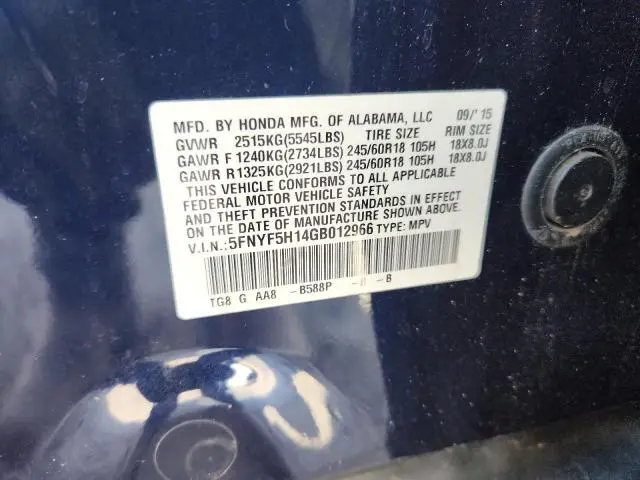 MFD. BY HONDA MFG. OF ALABAMA, LLC 09/'15
GVWR 2515KG(5545LBS) TIRE SIZE RIM SIZE
GAWR F 1240KG(2734LBS) 245/60R18 105H 18X8.0J
GAWR R 1325KG(2921LBS) 245/60R18 105H 18X8.0J
THIS VEHICLE CONFORMS TO ALL APPLICABLE
FEDERAL MOTOR VEHICLE SAFETY
AND THEFT PREVENTION STANDARDS IN EFFECT
ON THE DATE OF MANUFACTURE SHOWN ABOVE.
V.I.N.: 5FNYF5H14GB012966 TYPE: MPV
TG8 G AA8 -B588P -B -B